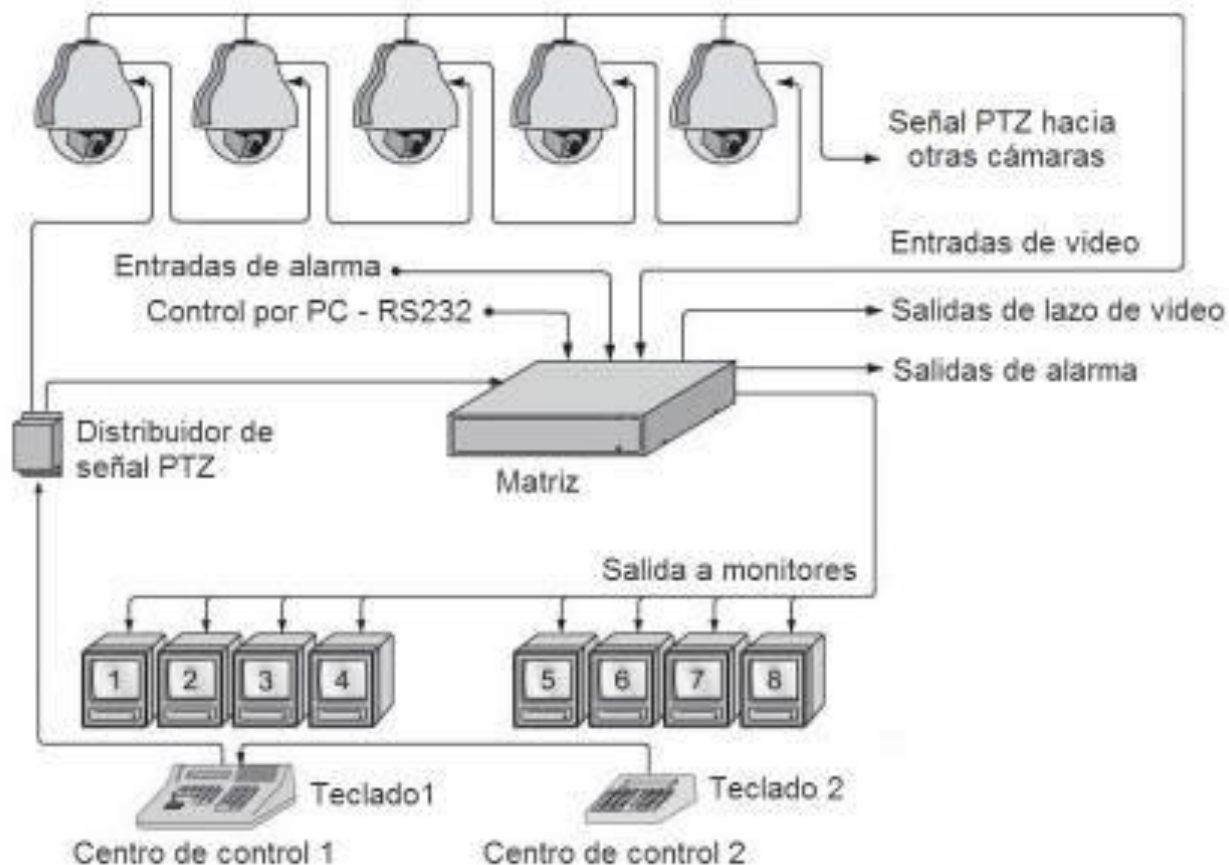 Señal PTZ hacia
otras cámaras
Entradas de video
Entradas de alarma
Control por PC - RS232
Salidas de lazo de video
Salidas de alarma
Distribuidor de
señal PTZ
Matriz
Salida a monitores
1 2 3 4 5 6 7 8
Teclado1
Teclado 2
Centro de control 1
Centro de control 2